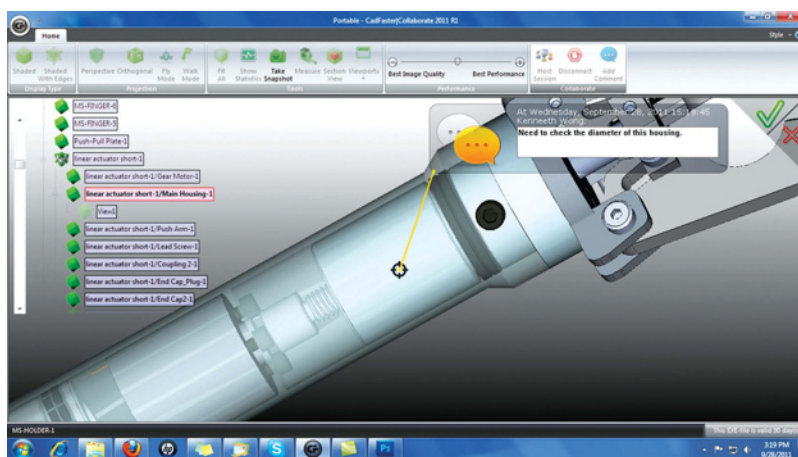 Portable - CadFaster|Collaborate 2011 R1
Home
Style
Shaded
Shaded With Edges
Perspective
Orthogonal
Fly Mode
Walk Mode
Fit All
Show Statistics
Take Snapshot
Measure
Section View
Viewports
Best Image Quality
Best Performance
Host Session
Disconnect
Add Comment
Display Type
Projection
Tools
Performance
Collaborate
MS-FINGER-6
MS-FINGER-5
Push-Pull Plate-1
linear actuator short-1
linear actuator short-1/Gear Motor-1
linear actuator short-1/Main Housing-1
View1
linear actuator short-1/Push Arm-1
linear actuator short-1/Lead Screw-1
linear actuator short-1/Coupling 2-1
linear actuator short-1/End Cap_Plug-1
linear actuator short-1/End Cap2-1
At Wednesday, September 28, 2011 15:19:45
Kenneeth Wong:
Need to check the diameter of this housing.
MS-HOLDER-1
This EXE-file is valid 30 days
3:19 PM
9/28/2011